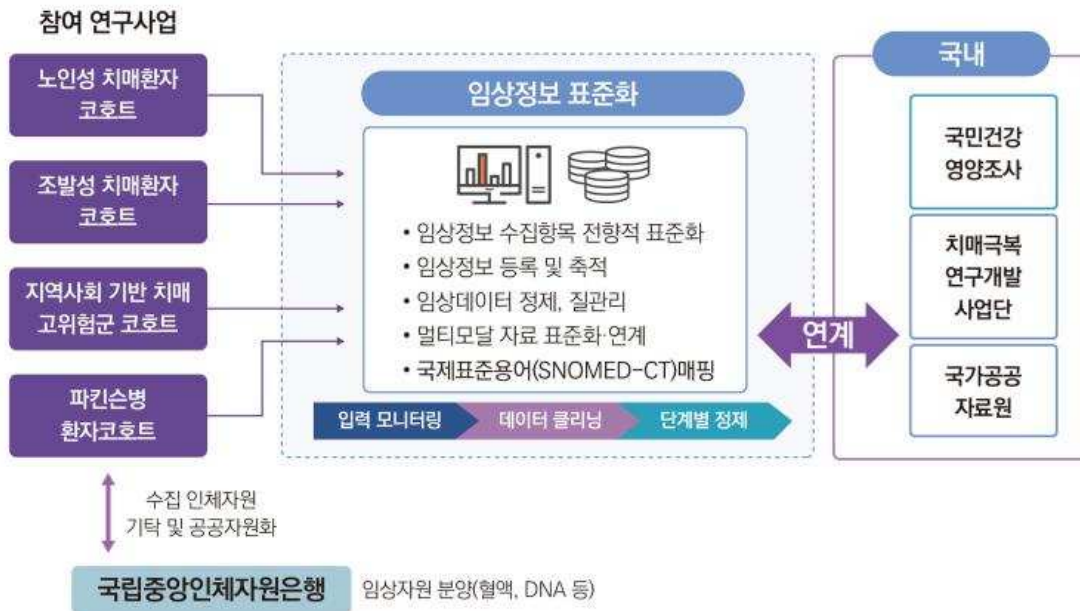 참여 연구사업
노인성 치매환자
코호트
조발성 치매환자
코호트
지역사회 기반 치매
고위험군 코호트
파킨슨병
환자코호트
수집 인체자원
기탁 및 공공자원화
국립중앙인체자원은행
임상자원 분양(혈액, DNA 등)
임상정보 표준화
• 임상정보 수집항목 전향적 표준화
• 임상정보 등록 및 축적
• 임상데이터 정제, 질관리
• 멀티모달 자료 표준화·연계
• 국제표준용어(SNOMED-CT)매핑
입력 모니터링
데이터 클리닝
단계별 정제
연계
국내
국민건강
영양조사
치매극복
연구개발
사업단
국가공공
자료원